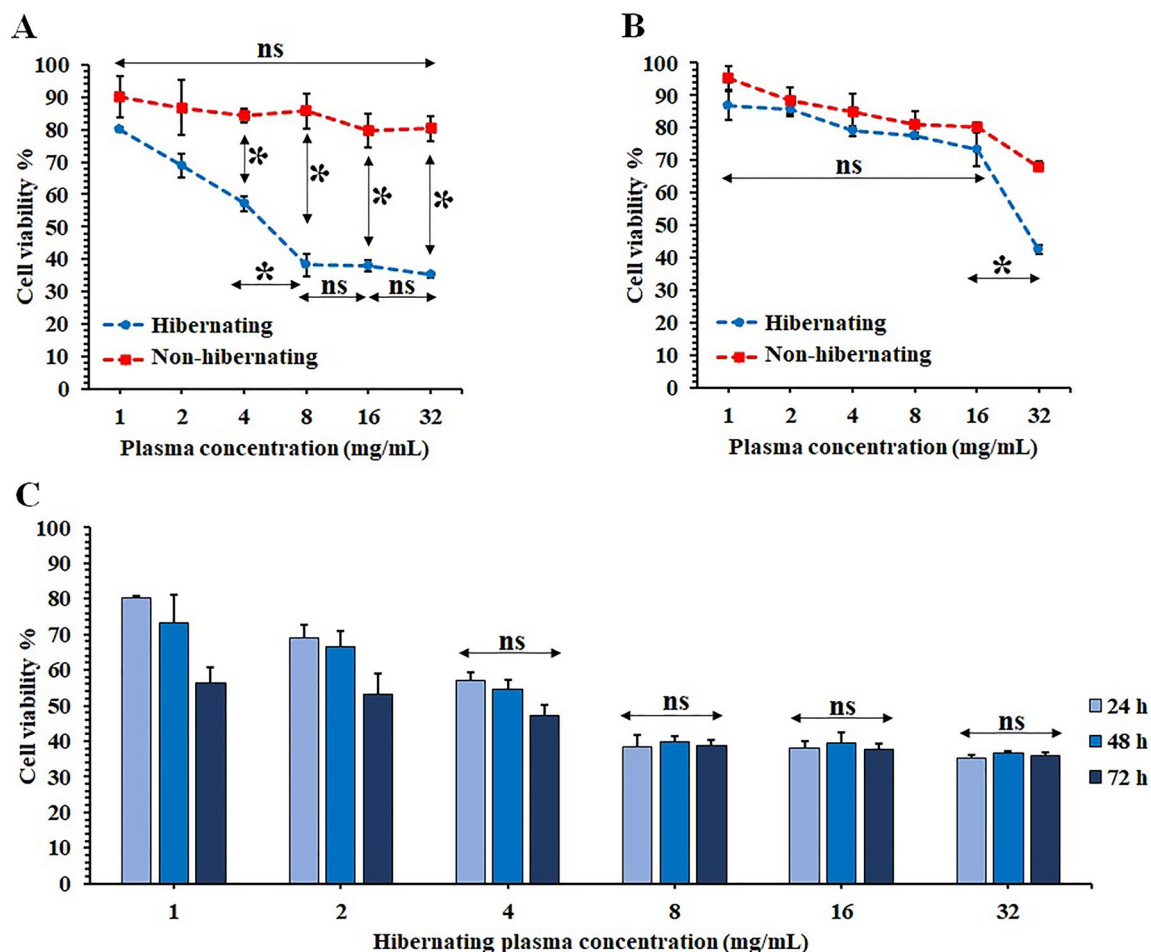 A
ns
100
90
80
70
60
50
40
30
20
10
0
Cell viability %
*
*
*
*
*
ns
ns
Hibernating
Non-hibernating
1 2 4 8 16 32
Plasma concentration (mg/mL)
B
100
90
80
70
60
50
40
30
20
10
0
Cell viability %
ns
*
Hibernating
Non-hibernating
1 2 4 8 16 32
Plasma concentration (mg/mL)
C
100
90
80
70
60
50
40
30
20
10
0
Cell viability %
ns
ns
ns
ns
24 h
48 h
72 h
1 2 4 8 16 32
Hibernating plasma concentration (mg/mL)